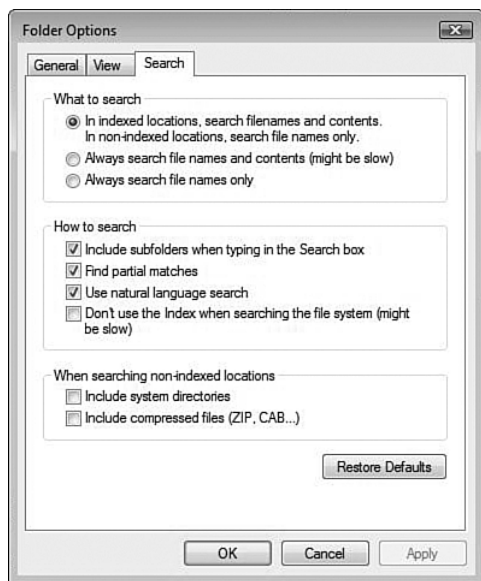 Folder Options
General View Search
What to search
In indexed locations, search filenames and contents.
In non-indexed locations, search file names only.
Always search file names and contents (might be slow)
Always search file names only
How to search
Include subfolders when typing in the Search box
Find partial matches
Use natural language search
Don't use the Index when searching the file system (might
be slow)
When searching non-indexed locations
Include system directories
Include compressed files (ZIP, CAB...)
Restore Defaults
OK Cancel Apply